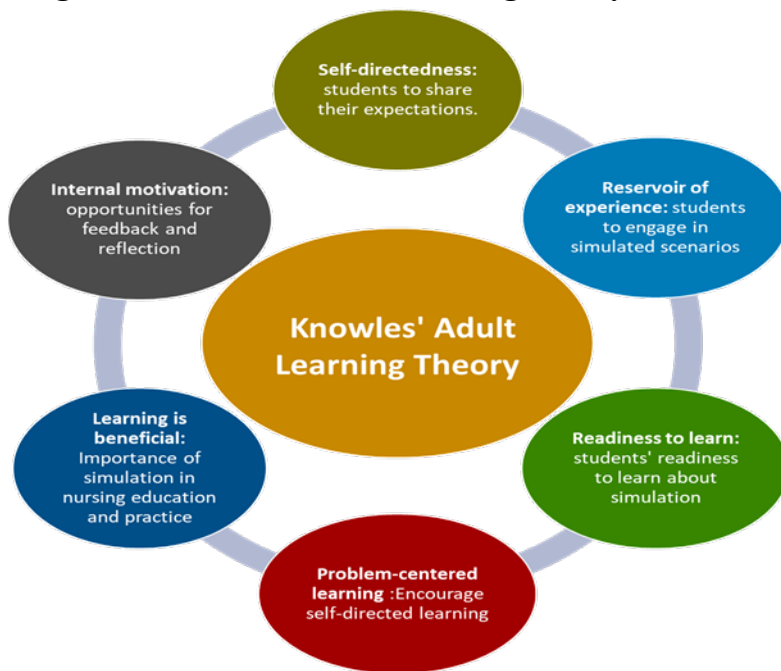 Self-directedness:
students to share
their expectations.
Reservoir of
experience: students
to engage in
simulated scenarios
Readiness to learn:
students' readiness
to learn about
simulation
Problem-centered
learning :Encourage
self-directed learning
Learning is
beneficial:
Importance of
simulation in
nursing education
and practice
Internal motivation:
opportunities for
feedback and
reflection
Knowles' Adult
Learning Theory